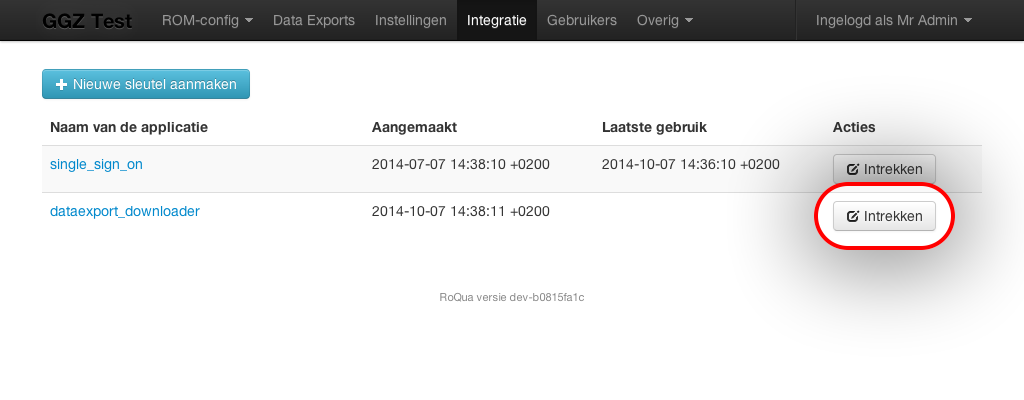 GGZ Test ROM-config Data Exports Instellingen Integratie Gebruikers Overig Ingelogd als Mr Admin
Nieuwe sleutel aanmaken
Naam van de applicatie Aangemaakt Laatste gebruik Acties
single_sign_on 2014-07-07 14:38:10 +0200 2014-10-07 14:36:10 +0200 Intrekken
dataexport_downloader 2014-10-07 14:38:11 +0200 Intrekken
RoQua versie dev-b0815fa1c